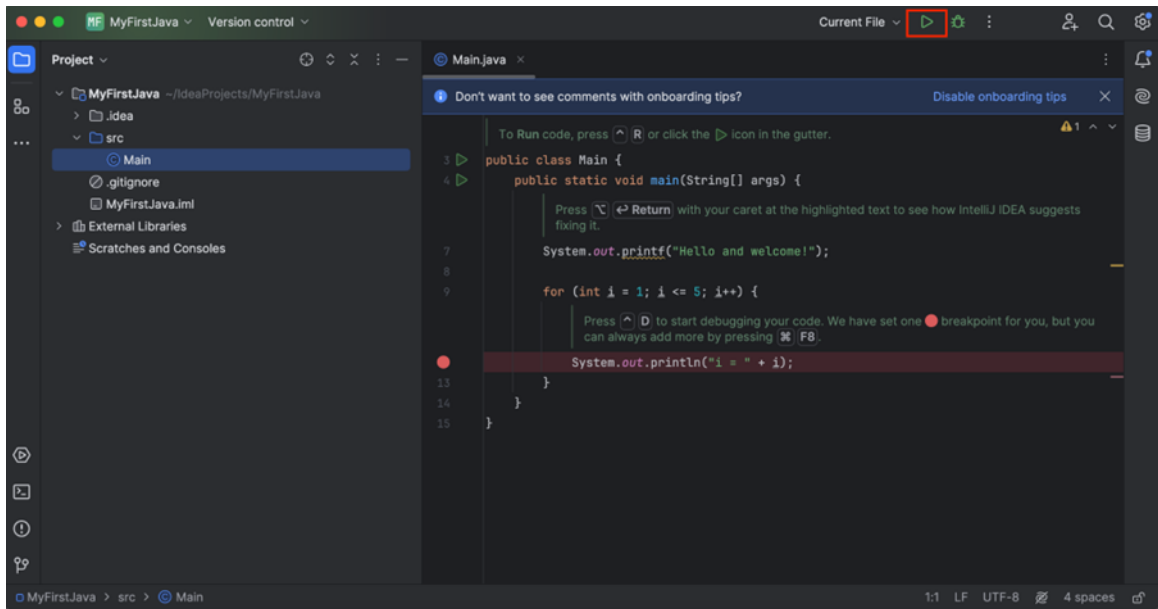 MF MyFirstJava Version control Current File
Project
Main.java ×
MyFirstJava ~/IdeaProjects/MyFirstJava
.idea
src
Main
.gitignore
MyFirstJava.iml
External Libraries
Scratches and Consoles
Don't want to see comments with onboarding tips? Disable onboarding tips
1
To Run code, press ^ R or click the ▷ icon in the gutter.
3 public class Main {
4 public static void main(String[] args) {
Press ⌥ ↩ Return with your caret at the highlighted text to see how IntelliJ IDEA suggests
fixing it.
7 System.out.printf("Hello and welcome!");
8
9 for (int i = 1; i <= 5; i++) {
Press ^ D to start debugging your code. We have set one breakpoint for you, but you
can always add more by pressing ⌘ F8.
System.out.println("i = " + i);
13 }
14 }
15 }
MyFirstJava > src > Main 1:1 LF UTF-8 4 spaces